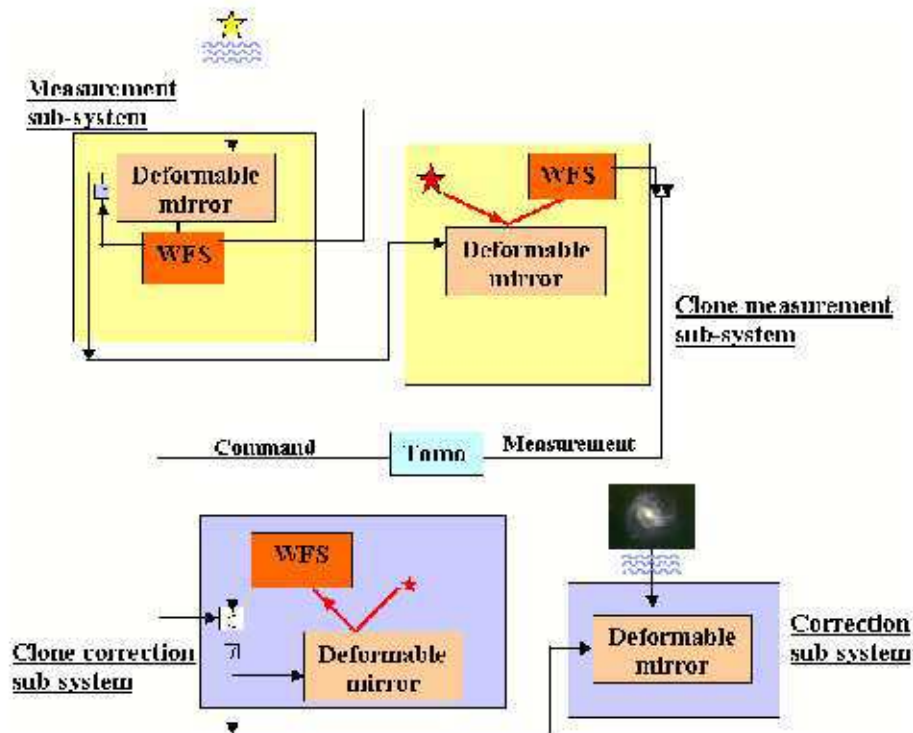 Measurement
sub-system
Deformable
mirror
WFS
WFS
Deformable
mirror
Clone measurement
sub-system
Command
Tomo
Measurement
WFS
Clone correction
sub system
Deformable
mirror
Deformable
mirror
Correction
sub system